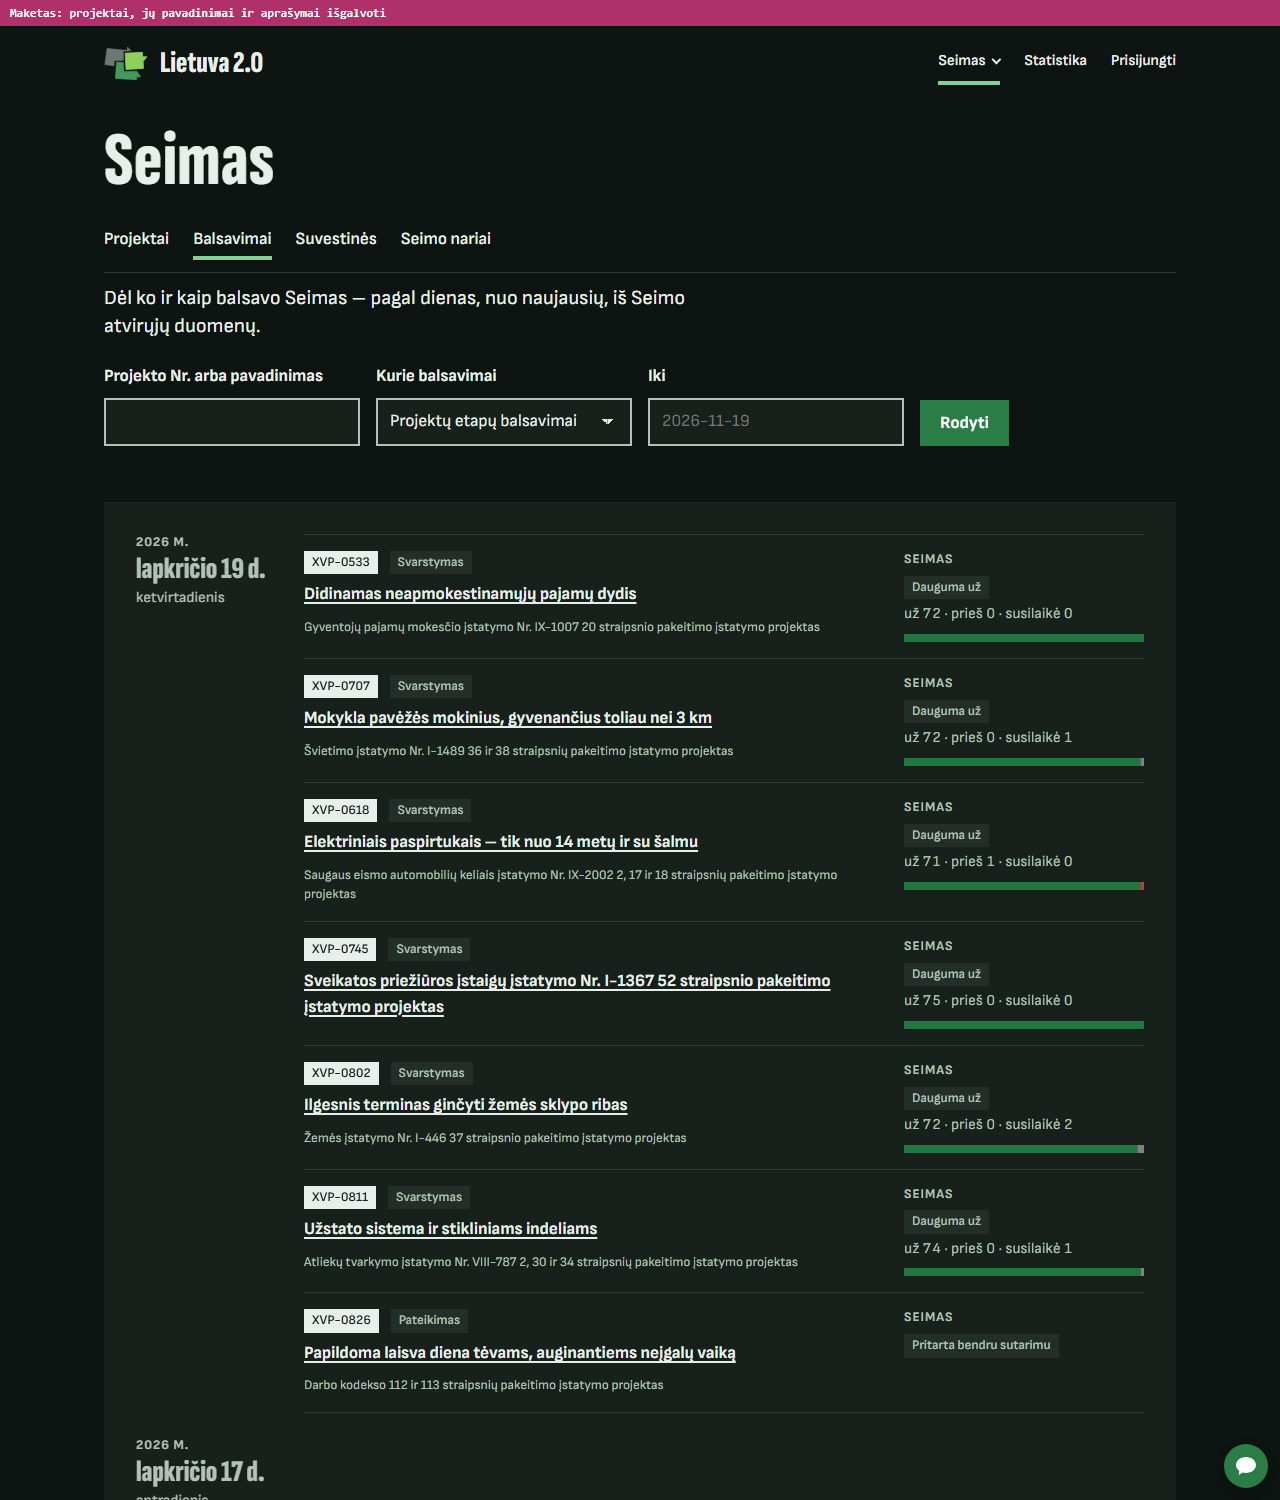 Maketas: projektai, jų pavadinimai ir aprašymai išgalvoti
Lietuva 2.0
Seimas
Statistika
Prisijungti
Seimas
Projektai
Balsavimai
Suvestinės
Seimo nariai
Dėl ko ir kaip balsavo Seimas – pagal dienas, nuo naujausių, iš Seimo
atvirųjų duomenų.
Projekto Nr. arba pavadinimas
Kurie balsavimai
Projektų etapų balsavimai
Iki
2026-11-19
Rodyti
2026 M.
lapkričio 19 d.
ketvirtadienis
XVP-0533 Svarstymas
Didinamas neapmokestinamųjų pajamų dydis
Gyventojų pajamų mokesčio įstatymo Nr. IX-1007 20 straipsnio pakeitimo įstatymo projektas
SEIMAS
Dauguma už
už 72 · prieš 0 · susilaikė 0
XVP-0707 Svarstymas
Mokykla pavėžės mokinius, gyvenančius toliau nei 3 km
Švietimo įstatymo Nr. I-1489 36 ir 38 straipsnių pakeitimo įstatymo projektas
SEIMAS
Dauguma už
už 72 · prieš 0 · susilaikė 1
XVP-0618 Svarstymas
Elektriniais paspirtukais – tik nuo 14 metų ir su šalmu
Saugaus eismo automobilių keliais įstatymo Nr. IX-2002 2, 17 ir 18 straipsnių pakeitimo įstatymo
projektas
SEIMAS
Dauguma už
už 71 · prieš 1 · susilaikė 0
XVP-0745 Svarstymas
Sveikatos priežiūros įstaigų įstatymo Nr. I-1367 52 straipsnio pakeitimo
įstatymo projektas
SEIMAS
Dauguma už
už 75 · prieš 0 · susilaikė 0
XVP-0802 Svarstymas
Ilgesnis terminas ginčyti žemės sklypo ribas
Žemės įstatymo Nr. I-446 37 straipsnio pakeitimo įstatymo projektas
SEIMAS
Dauguma už
už 72 · prieš 0 · susilaikė 2
XVP-0811 Svarstymas
Užstato sistema ir stikliniams indeliams
Atliekų tvarkymo įstatymo Nr. VIII-787 2, 30 ir 34 straipsnių pakeitimo įstatymo projektas
SEIMAS
Dauguma už
už 74 · prieš 0 · susilaikė 1
XVP-0826 Pateikimas
Papildoma laisva diena tėvams, auginantiems neįgalų vaiką
Darbo kodekso 112 ir 113 straipsnių pakeitimo įstatymo projektas
SEIMAS
Pritarta bendru sutarimu
2026 M.
lapkričio 17 d.
antradienis